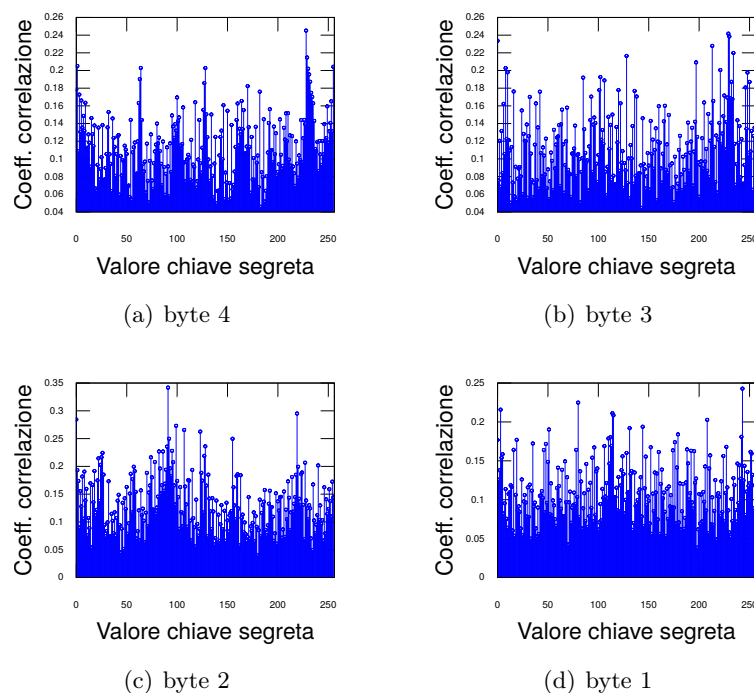 Coeff. correlazione
0.26
0.24
0.22
0.2
0.18
0.16
0.14
0.12
0.1
0.08
0.06
0.04
0 50 100 150 200 250
Valore chiave segreta
(a) byte 4
Coeff. correlazione
0.26
0.24
0.22
0.2
0.18
0.16
0.14
0.12
0.1
0.08
0.06
0.04
0 50 100 150 200 250
Valore chiave segreta
(b) byte 3
Coeff. correlazione
0.35
0.3
0.25
0.2
0.15
0.1
0.05
0
0 50 100 150 200 250
Valore chiave segreta
(c) byte 2
Coeff. correlazione
0.25
0.2
0.15
0.1
0.05
0
0 50 100 150 200 250
Valore chiave segreta
(d) byte 1